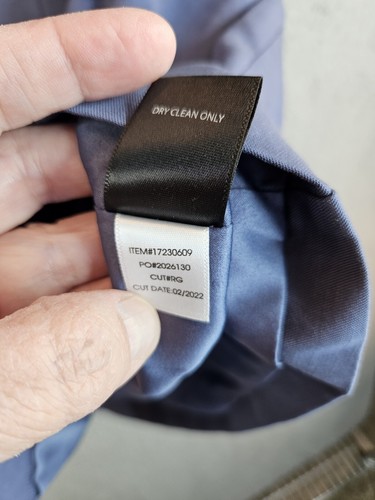 DRY CLEAN ONLY
ITEM#17230609
PO#2026130
CUT#RG
CUT DATE:02/2022